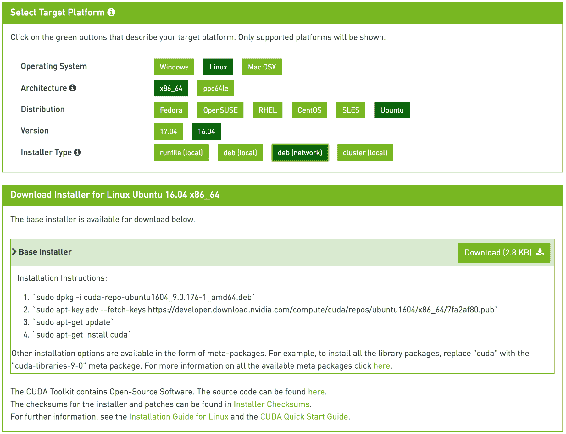 Select Target Platform
Click on the green buttons that describe your target platform. Only supported platforms will be shown.
Operating System Windows Linux Mac OSX
Architecture x86_64 ppc64le
Distribution Fedora OpenSUSE RHEL CentOS SLES Ubuntu
Version 17.04 16.04
Installer Type runfile (local) deb (local) deb (network) cluster (local)
Download Installer for Linux Ubuntu 16.04 x86_64
The base installer is available for download below.
Base Installer Download (2.8 KB)
Installation Instructions:
1. `sudo dpkg -i cuda-repo-ubuntu1604_9.0.176-1_amd64.deb`
2. `sudo apt-key adv --fetch-keys https://developer.download.nvidia.com/compute/cuda/repos/ubuntu1604/x86_64/7fa2af80.pub`
3. `sudo apt-get update`
4. `sudo apt-get install cuda`
Other installation options are available in the form of meta-packages. For example, to install all the library packages, replace "cuda" with the
"cuda-libraries-9-0" meta package. For more information on all the available meta packages click here.
The CUDA Toolkit contains Open-Source Software. The source code can be found here.
The checksums for the installer and patches can be found in Installer Checksums.
For further information, see the Installation Guide for Linux and the CUDA Quick Start Guide.